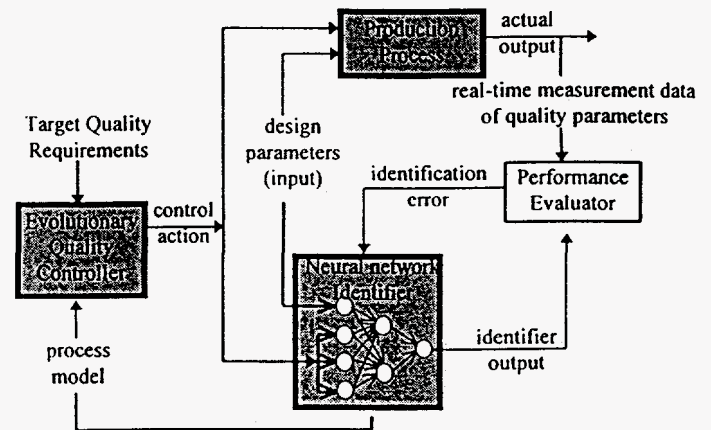 Production
Process
actual
output
real-time measurement data
of quality parameters
Target Quality
Requirements
design
parameters
(input)
identification
error
Performance
Evaluator
control
action
Evolutionary
Quality
Controller
Neural-network
Identifier
process
model
identifier
output